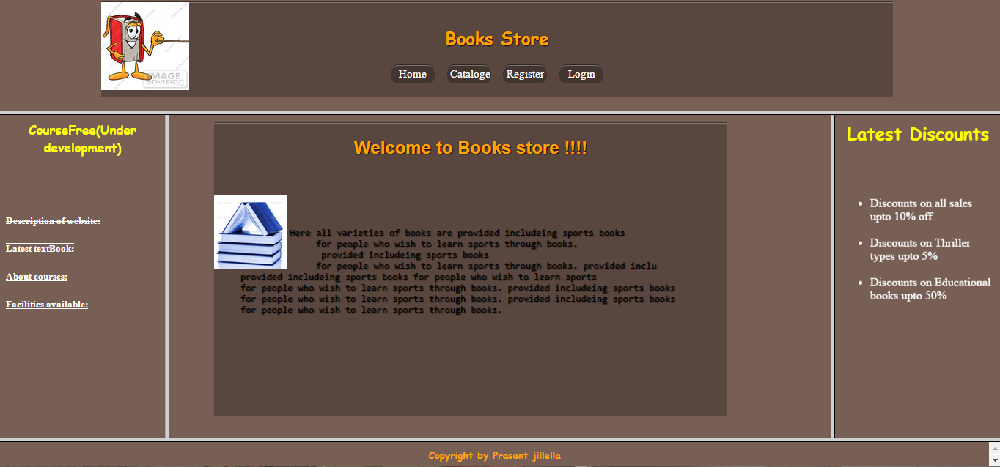 IMAGE
envision
Books Store
Home Cataloge Register Login
CourseFree(Under
development)
Description of website:
Latest textBook:
About courses:
Facilities available:
Welcome to Books store !!!!
Here all varieties of books are provided includeing sports books
for people who wish to learn sports through books.
provided includeing sports books
for people who wish to learn sports through books. provided inclu
provided includeing sports books for people who wish to learn sports
for people who wish to learn sports through books. provided includeing sports books
for people who wish to learn sports through books. provided includeing sports books
for people who wish to learn sports through books.
Latest Discounts
• Discounts on all sales
upto 10% off
• Discounts on Thriller
types upto 5%
• Discounts on Educational
books upto 50%
Copyright by Prasant jillella